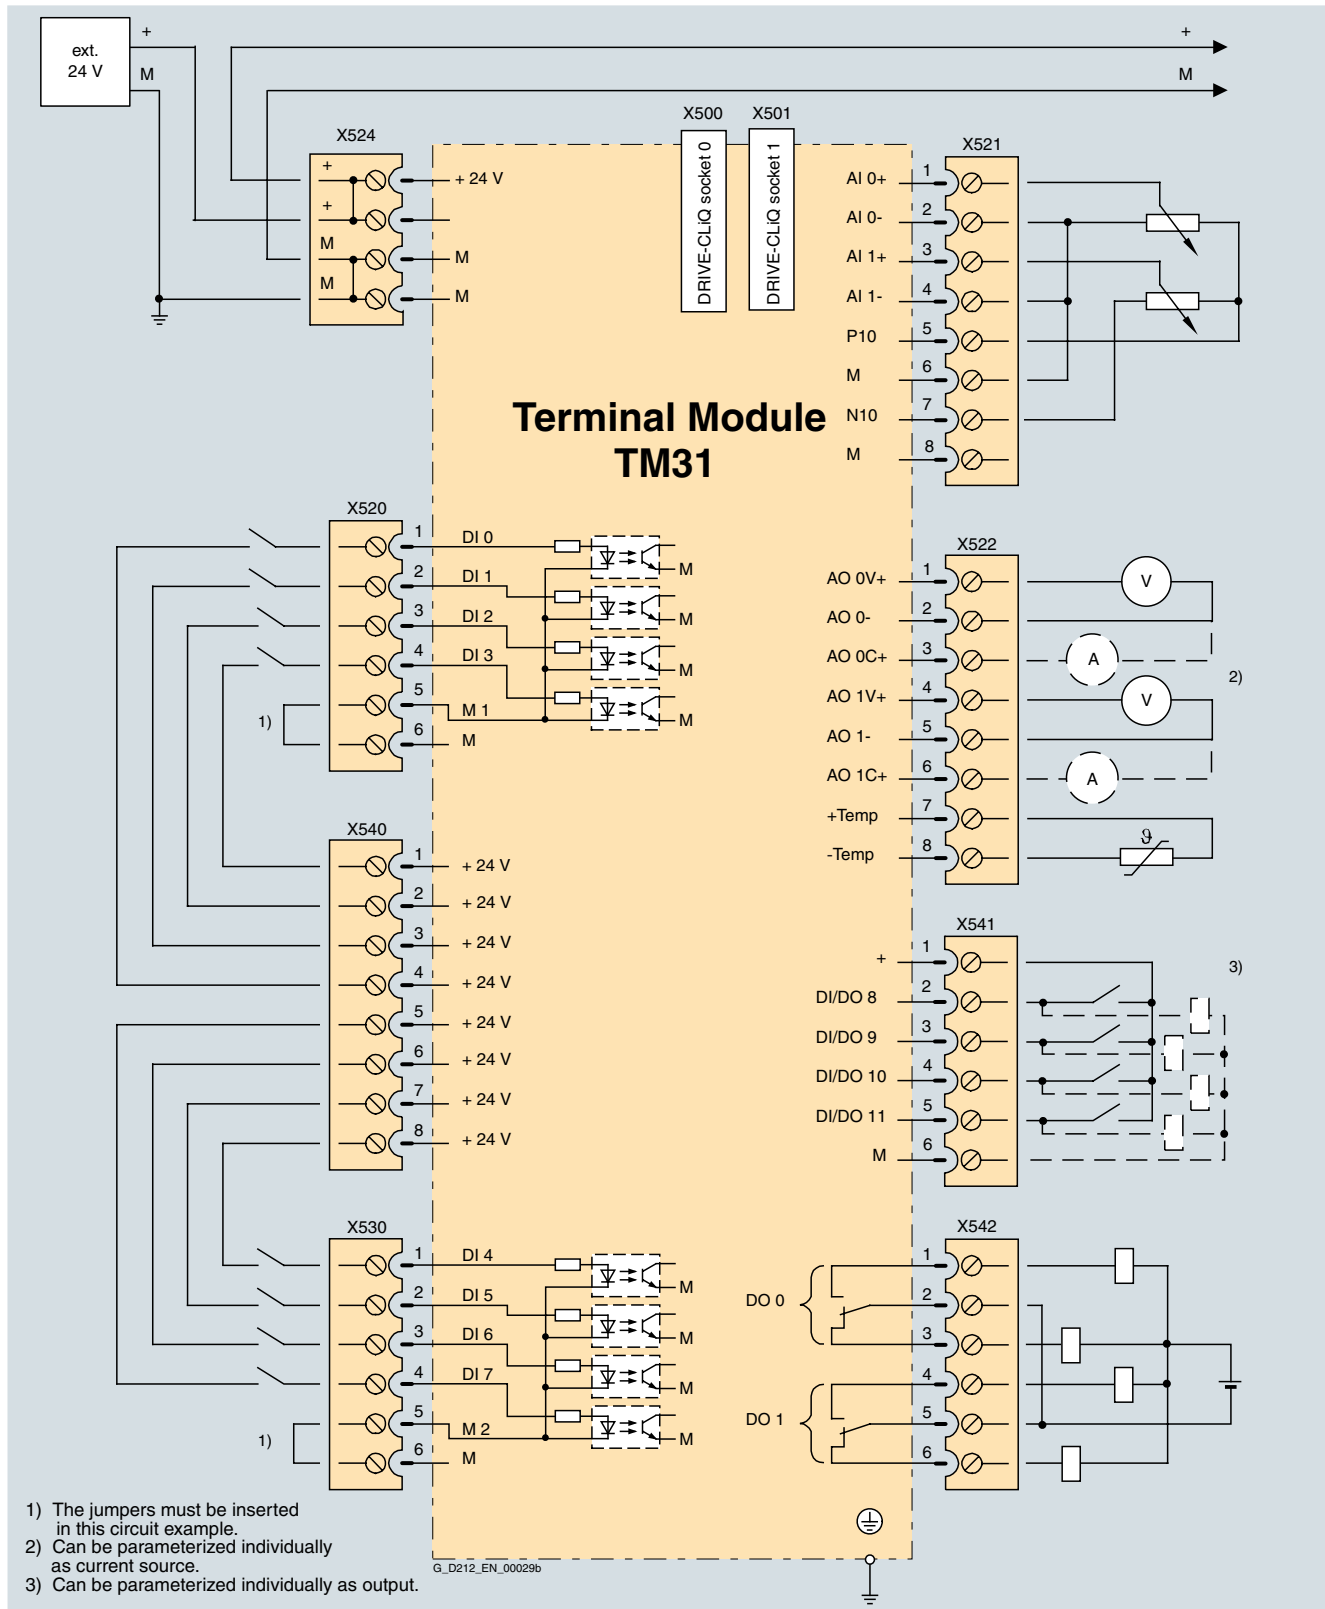 ext.
24 V
+
M
+
M
X524
+
+
M
M
+ 24 V
M
M
X500
X501
DRIVE-CLiQ socket 0
DRIVE-CLiQ socket 1
X521
AI 0+ 1
AI 0- 2
AI 1+ 3
AI 1- 4
P10 5
M 6
N10 7
M 8
Terminal Module
TM31
X520
1 DI 0
2 DI 1
3 DI 2
4 DI 3
5 M 1
6 M
M
M
M
M
1)
X522
AO 0V+ 1
AO 0- 2
AO 0C+ 3
AO 1V+ 4
AO 1- 5
AO 1C+ 6
+Temp 7
-Temp 8
V
A
V
A
ϑ
2)
X540
1 + 24 V
2 + 24 V
3 + 24 V
4 + 24 V
5 + 24 V
6 + 24 V
7 + 24 V
8 + 24 V
X541
+ 1
DI/DO 8 2
DI/DO 9 3
DI/DO 10 4
DI/DO 11 5
M 6
3)
X530
1 DI 4
2 DI 5
3 DI 6
4 DI 7
5 M 2
6 M
M
M
M
M
1)
X542
DO 0
DO 1
1
2
3
4
5
6
1) The jumpers must be inserted
in this circuit example.
2) Can be parameterized individually
as current source.
3) Can be parameterized individually as output.
G_D212_EN_00029b